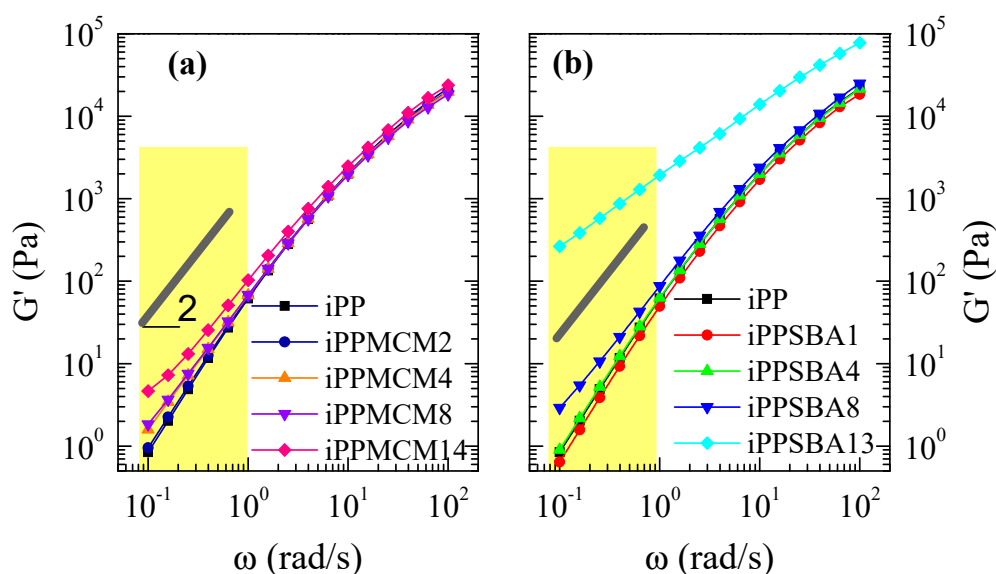 (a)
G' (Pa)
10^5
10^4
10^3
10^2
10^1
10^0
2
iPP
iPPMCM2
iPPMCM4
iPPMCM8
iPPMCM14
10^-1 10^0 10^1 10^2
ω (rad/s)
(b)
10^5
10^4
10^3
10^2
10^1
10^0
G' (Pa)
iPP
iPPSBA1
iPPSBA4
iPPSBA8
iPPSBA13
10^-1 10^0 10^1 10^2
ω (rad/s)